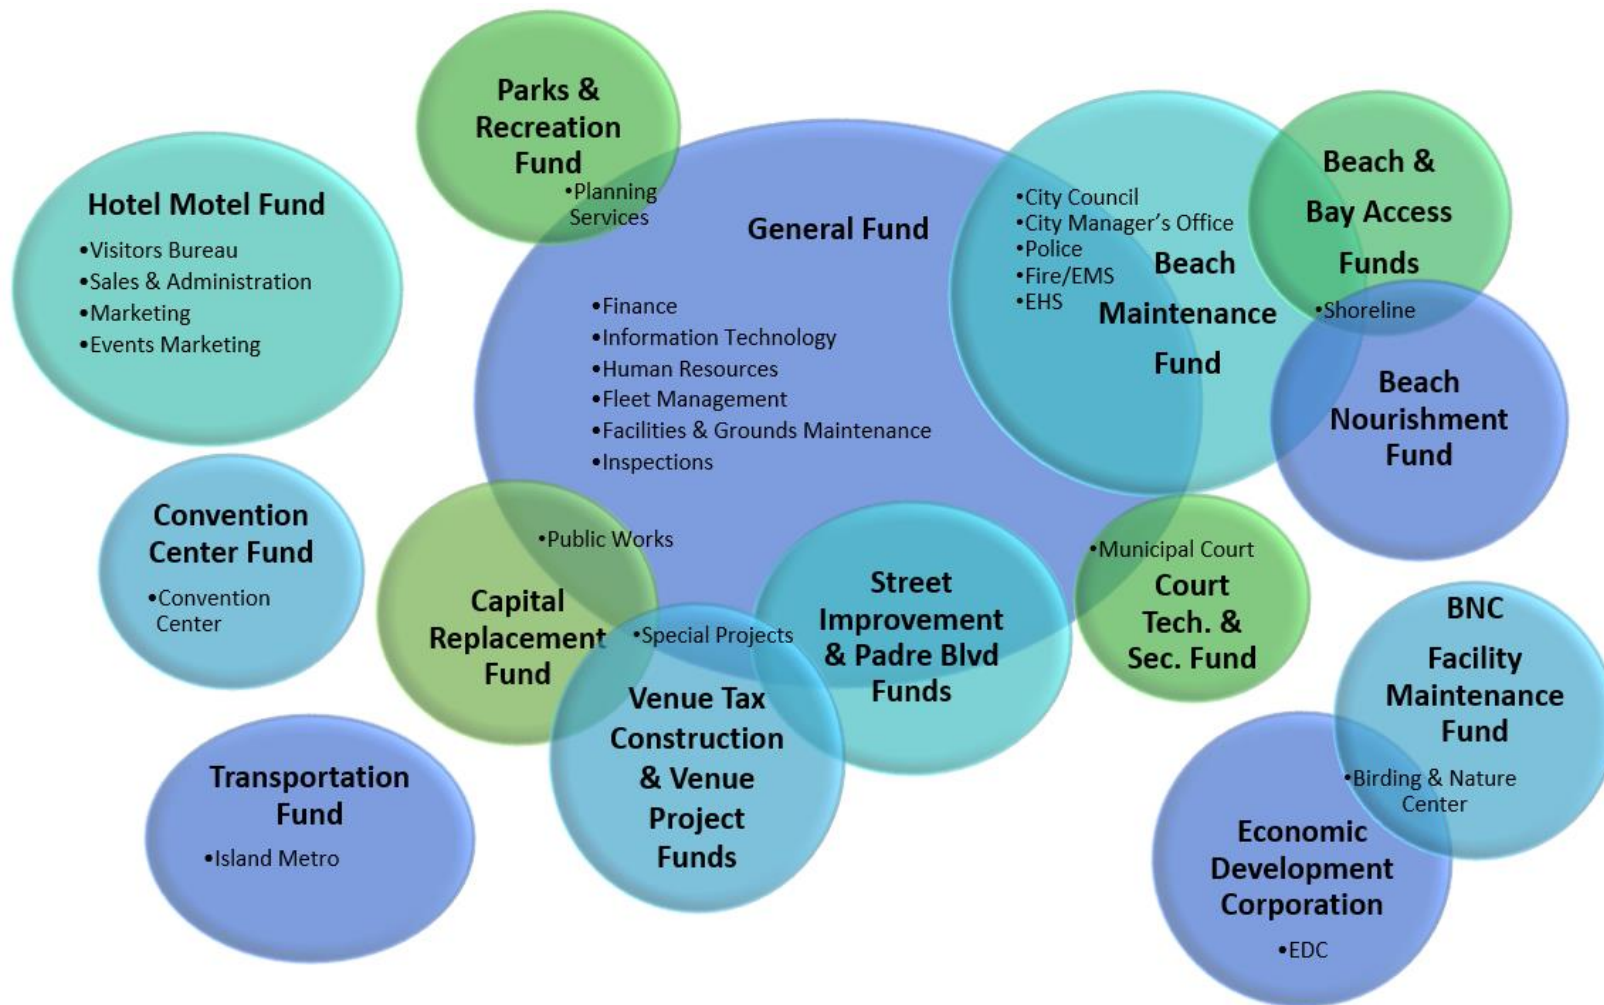 Parks &
Recreation
Fund
•Planning
Services
Hotel Motel Fund
•Visitors Bureau
•Sales & Administration
•Marketing
•Events Marketing
General Fund
•Finance
•Information Technology
•Human Resources
•Fleet Management
•Facilities & Grounds Maintenance
•Inspections
•City Council
•City Manager’s Office
•Police
•Fire/EMS
•EHS
Beach
Maintenance
Fund
Beach &
Bay Access
Funds
•Shoreline
Beach
Nourishment
Fund
Convention
Center Fund
•Convention
Center
•Public Works
Capital
Replacement
Fund
•Special Projects
Venue Tax
Construction
& Venue
Project
Funds
Street
Improvement
& Padre Blvd
Funds
•Municipal Court
Court
Tech. &
Sec. Fund
BNC
Facility
Maintenance
Fund
•Birding & Nature
Center
Economic
Development
Corporation
•EDC
Transportation
Fund
•Island Metro